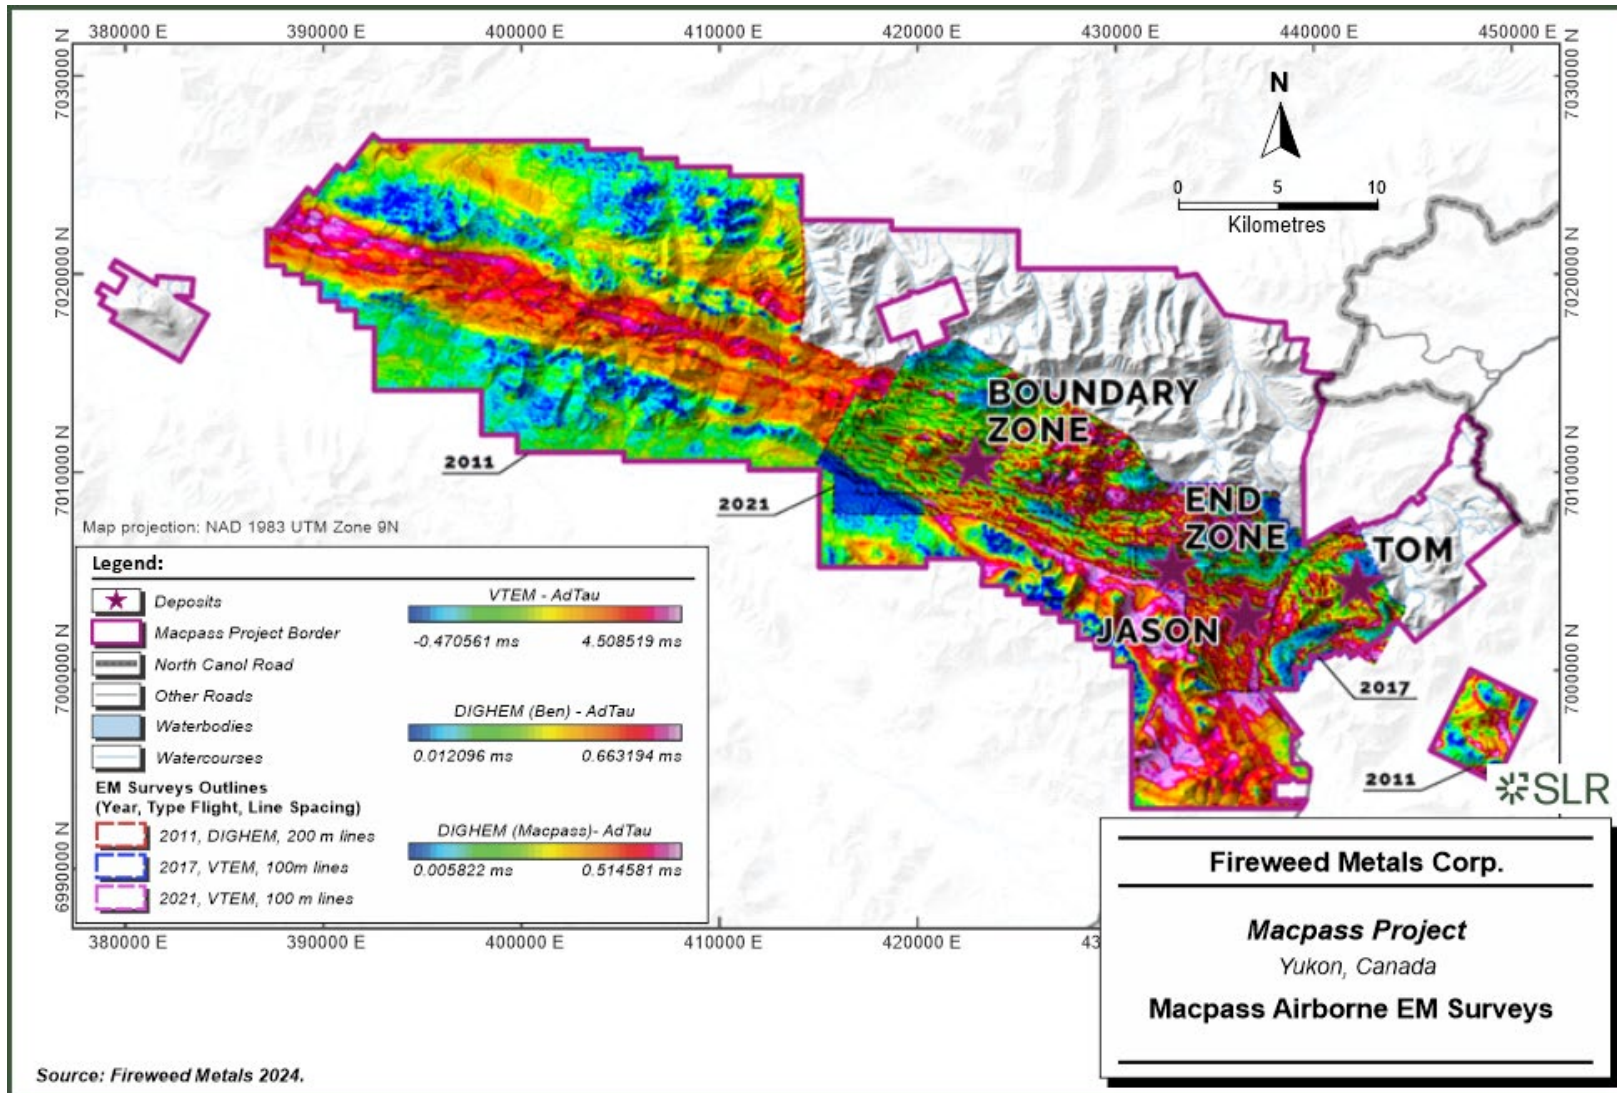 380000 E
390000 E
400000 E
410000 E
420000 E
430000 E
440000 E
450000 E
7030000 N
7020000 N
7010000 N
7000000 N
6990000 N
7030000 N
7020000 N
7010000 N
7000000 N
N
0 5 10
Kilometres
BOUNDARY
ZONE
END
ZONE
TOM
JASON
2011
2021
2017
2011
Map projection: NAD 1983 UTM Zone 9N
Legend:
Deposits
Macpass Project Border
North Canol Road
Other Roads
Waterbodies
Watercourses
EM Surveys Outlines
(Year, Type Flight, Line Spacing)
2011, DIGHEM, 200 m lines
2017, VTEM, 100m lines
2021, VTEM, 100 m lines
VTEM - AdTau
-0.470561 ms 4.508519 ms
DIGHEM (Ben) - AdTau
0.012096 ms 0.663194 ms
DIGHEM (Macpass)- AdTau
0.005822 ms 0.514581 ms
380000 E
390000 E
400000 E
410000 E
420000 E
43
SLR
Fireweed Metals Corp.
Macpass Project
Yukon, Canada
Macpass Airborne EM Surveys
Source: Fireweed Metals 2024.